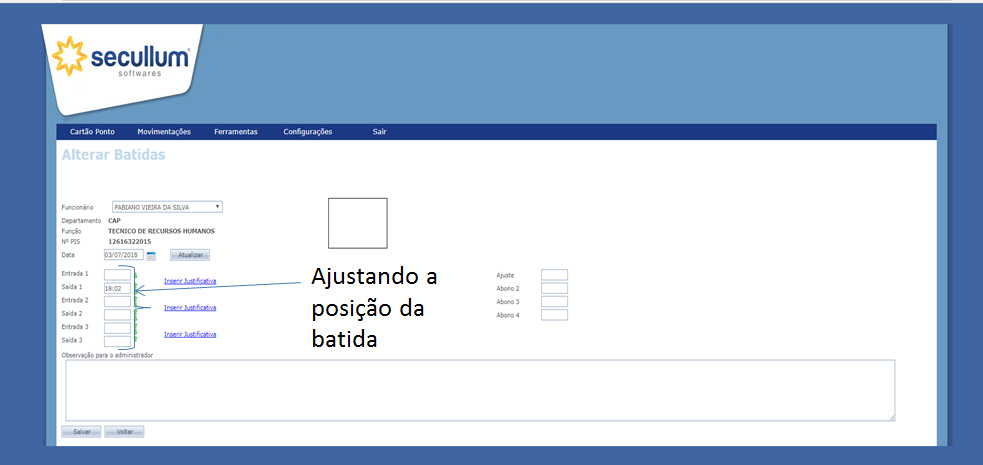 secullum®
softwares
Cartão Ponto Movimentações Ferramentas Configurações Sair
Alterar Batidas
Funcionário FABIANO VIEIRA DA SILVA
Departamento CAP
Função TECNICO DE RECURSOS HUMANOS
Nº PIS 12616322015
Data 03/07/2018 Atualizar
Entrada 1
Inserir Justificativa
Saída 1 18:02
Entrada 2
Inserir Justificativa
Saída 2
Entrada 3
Inserir Justificativa
Saída 3
Ajustando a
posição da
batida
Ajuste
Abono 2
Abono 3
Abono 4
Observação para o administrador
Salvar Voltar